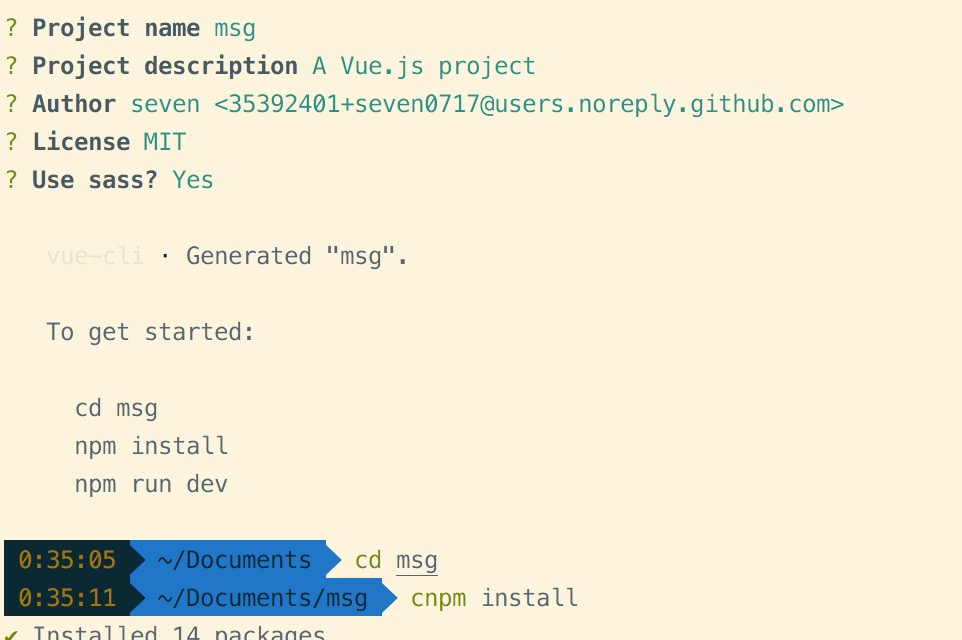 ? Project name msg
? Project description A Vue.js project
? Author seven <35392401+seven0717@users.noreply.github.com>
? License MIT
? Use sass? Yes
vue-cli · Generated "msg".
To get started:
cd msg
npm install
npm run dev
0:35:05 ~/Documents cd msg
0:35:11 ~/Documents/msg cnpm install
✔ Installed 14 packages